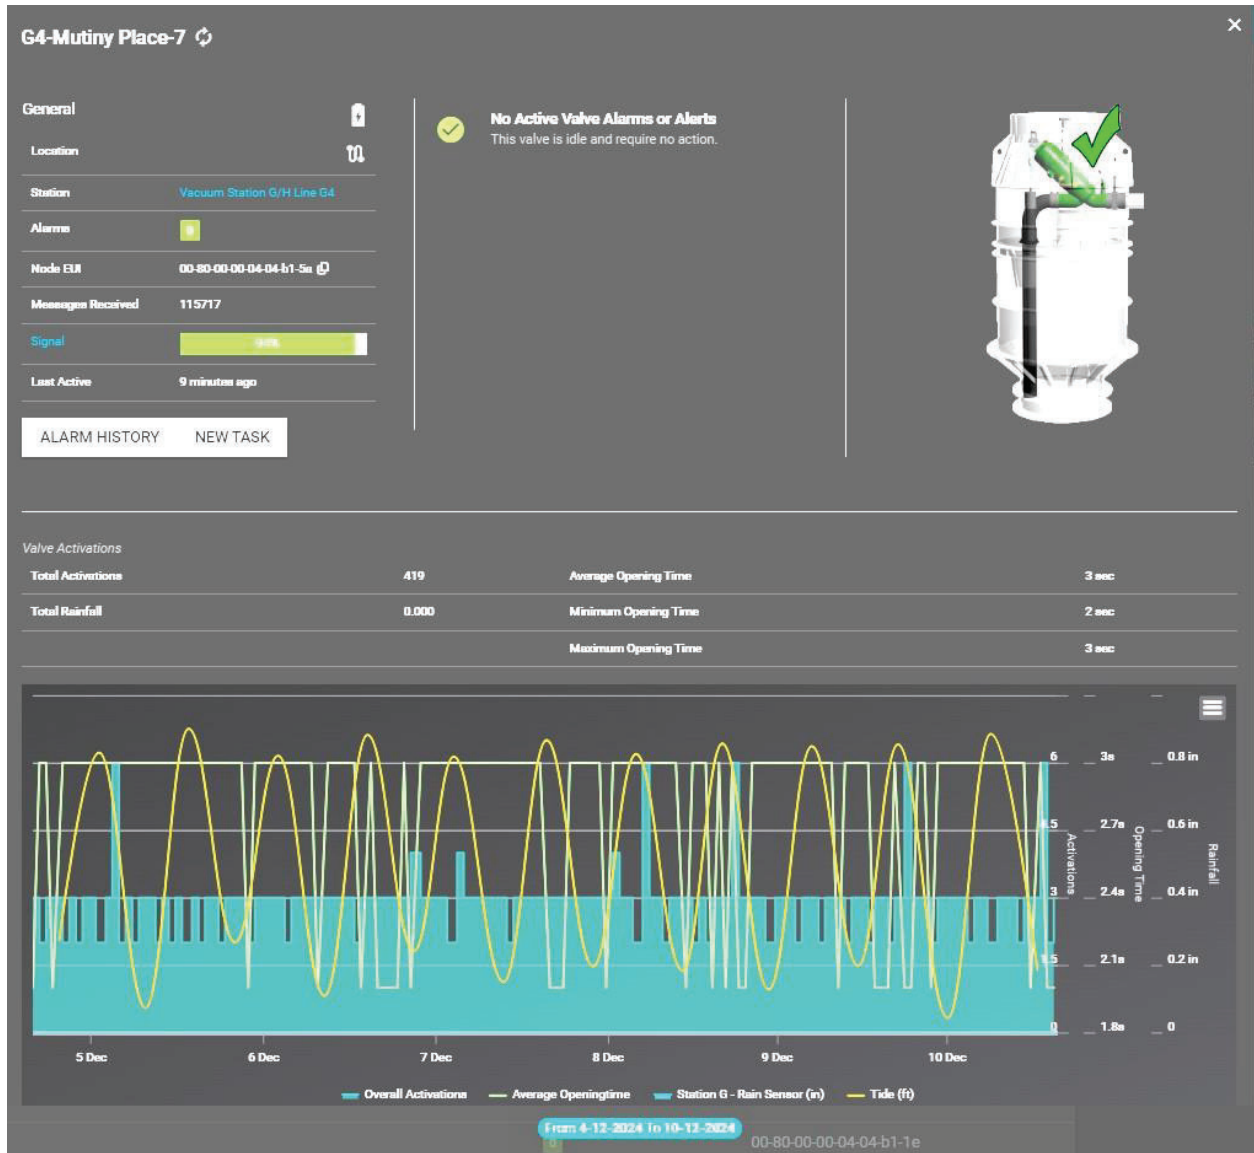 G4-Mutiny Place-7
General
Location
Station Vacuum Station G/H Line G4
Alarms 0
Node EUI 00-80-00-00-04-04-b1-5a
Messages Received 115717
Signal
Last Active 9 minutes ago
ALARM HISTORY NEW TASK
No Active Valve Alarms or Alerts
This valve is idle and require no action.
Valve Activations
Total Activations 419 Average Opening Time 3 sec
Total Rainfall 0.000 Minimum Opening Time 2 sec
Maximum Opening Time 3 sec
6 3s 0.8 in
4.5 2.7s 0.6 in
3 2.4s 0.4 in
1.5 2.1s 0.2 in
0 1.8s 0
Activations
Opening Time
Rainfall
5 Dec 6 Dec 7 Dec 8 Dec 9 Dec 10 Dec
Overall Activations Average Openingtime Station G - Rain Sensor (in) Tide (ft)
From 4-12-2024 To 10-12-2024
0 00-80-00-00-04-04-b1-1e